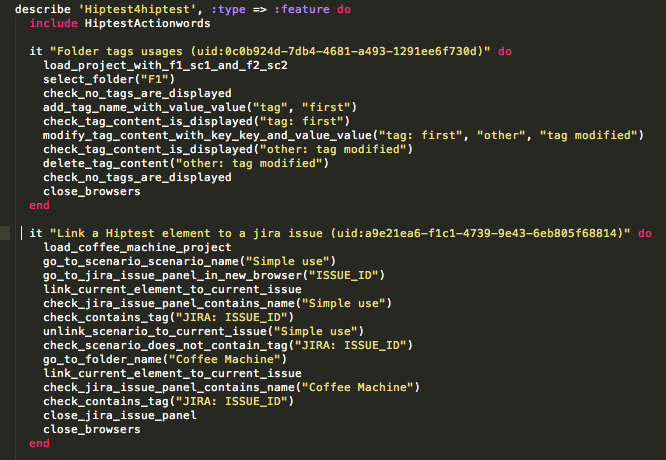 describe 'Hiptest4hiptest', :type => :feature do
include HiptestActionwords
it "Folder tags usages (uid:0c0b924d-7db4-4681-a493-1291ee6f730d)" do
load_project_with_f1_sc1_and_f2_sc2
select_folder("F1")
check_no_tags_are_displayed
add_tag_name_with_value_value("tag", "first")
check_tag_content_is_displayed("tag: first")
modify_tag_content_with_key_key_and_value_value("tag: first", "other", "tag modified")
check_tag_content_is_displayed("other: tag modified")
delete_tag_content("other: tag modified")
check_no_tags_are_displayed
close_browsers
end
it "Link a Hiptest element to a jira issue (uid:a9e21ea6-f1c1-4739-9e43-6eb805f68814)" do
load_coffee_machine_project
go_to_scenario_scenario_name("Simple use")
go_to_jira_issue_panel_in_new_browser("ISSUE_ID")
link_current_element_to_current_issue
check_jira_issue_panel_contains_name("Simple use")
check_contains_tag("JIRA: ISSUE_ID")
unlink_scenario_to_current_issue("Simple use")
check_scenario_does_not_contain_tag("JIRA: ISSUE_ID")
go_to_folder_name("Coffee Machine")
link_current_element_to_current_issue
check_jira_issue_panel_contains_name("Coffee Machine")
check_contains_tag("JIRA: ISSUE_ID")
close_jira_issue_panel
close_browsers
end